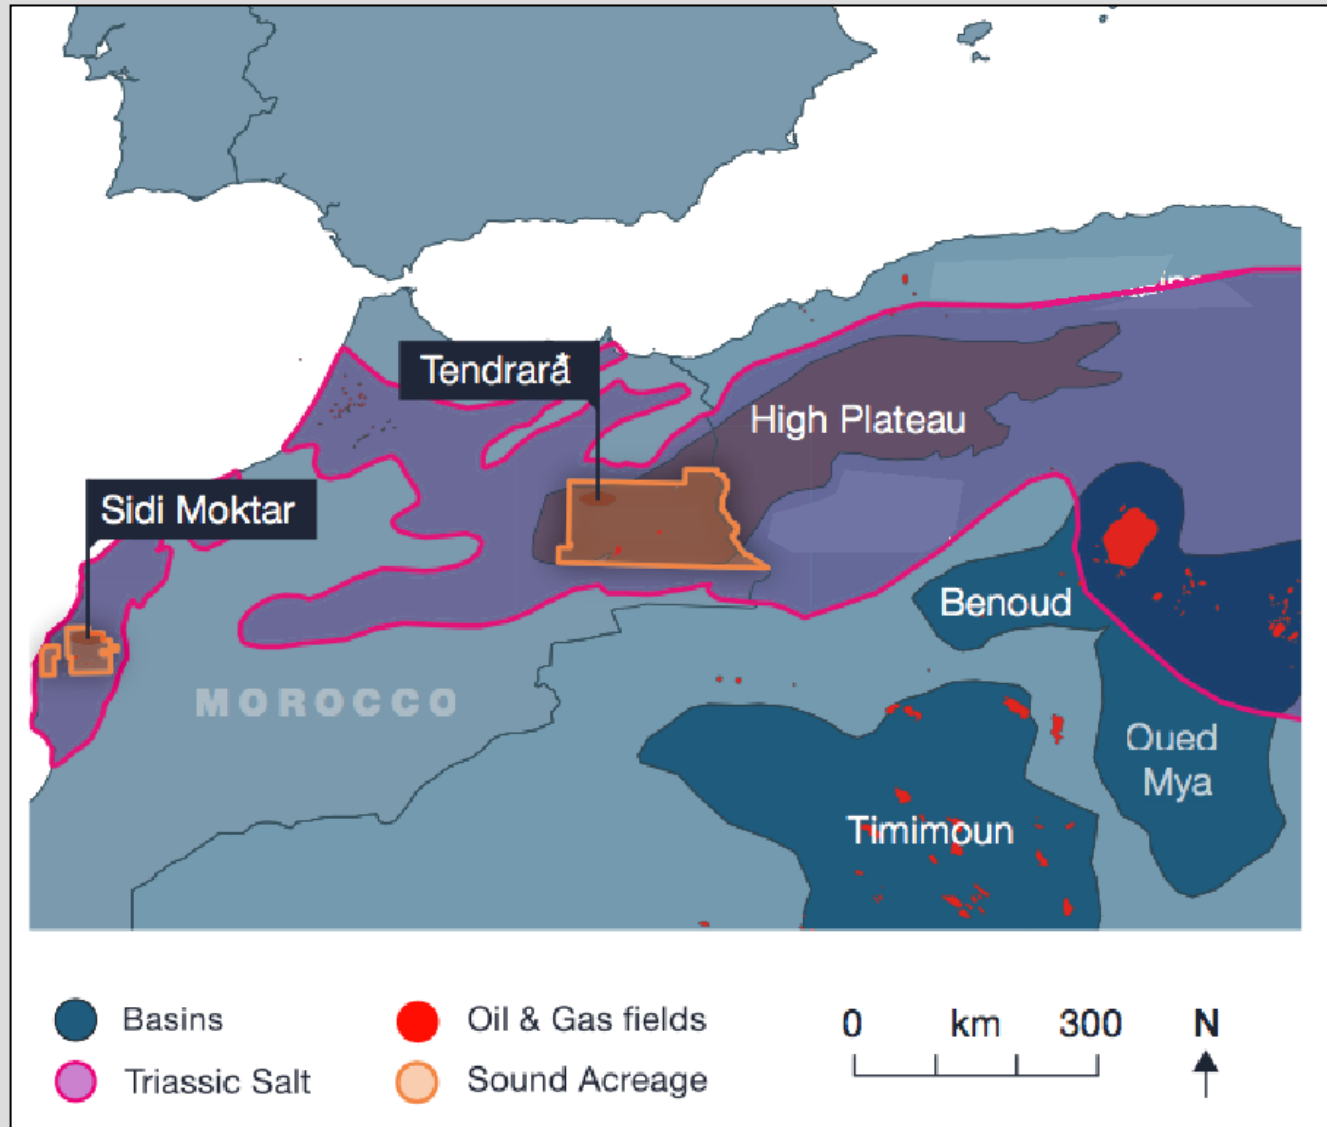 Tendrara*
High Plateau
Sidi Moktar
Benoud
MOROCCO
Oued
Mya
Timimoun
Basins
Oil & Gas fields
0 km 300
N
Triassic Salt
Sound Acreage